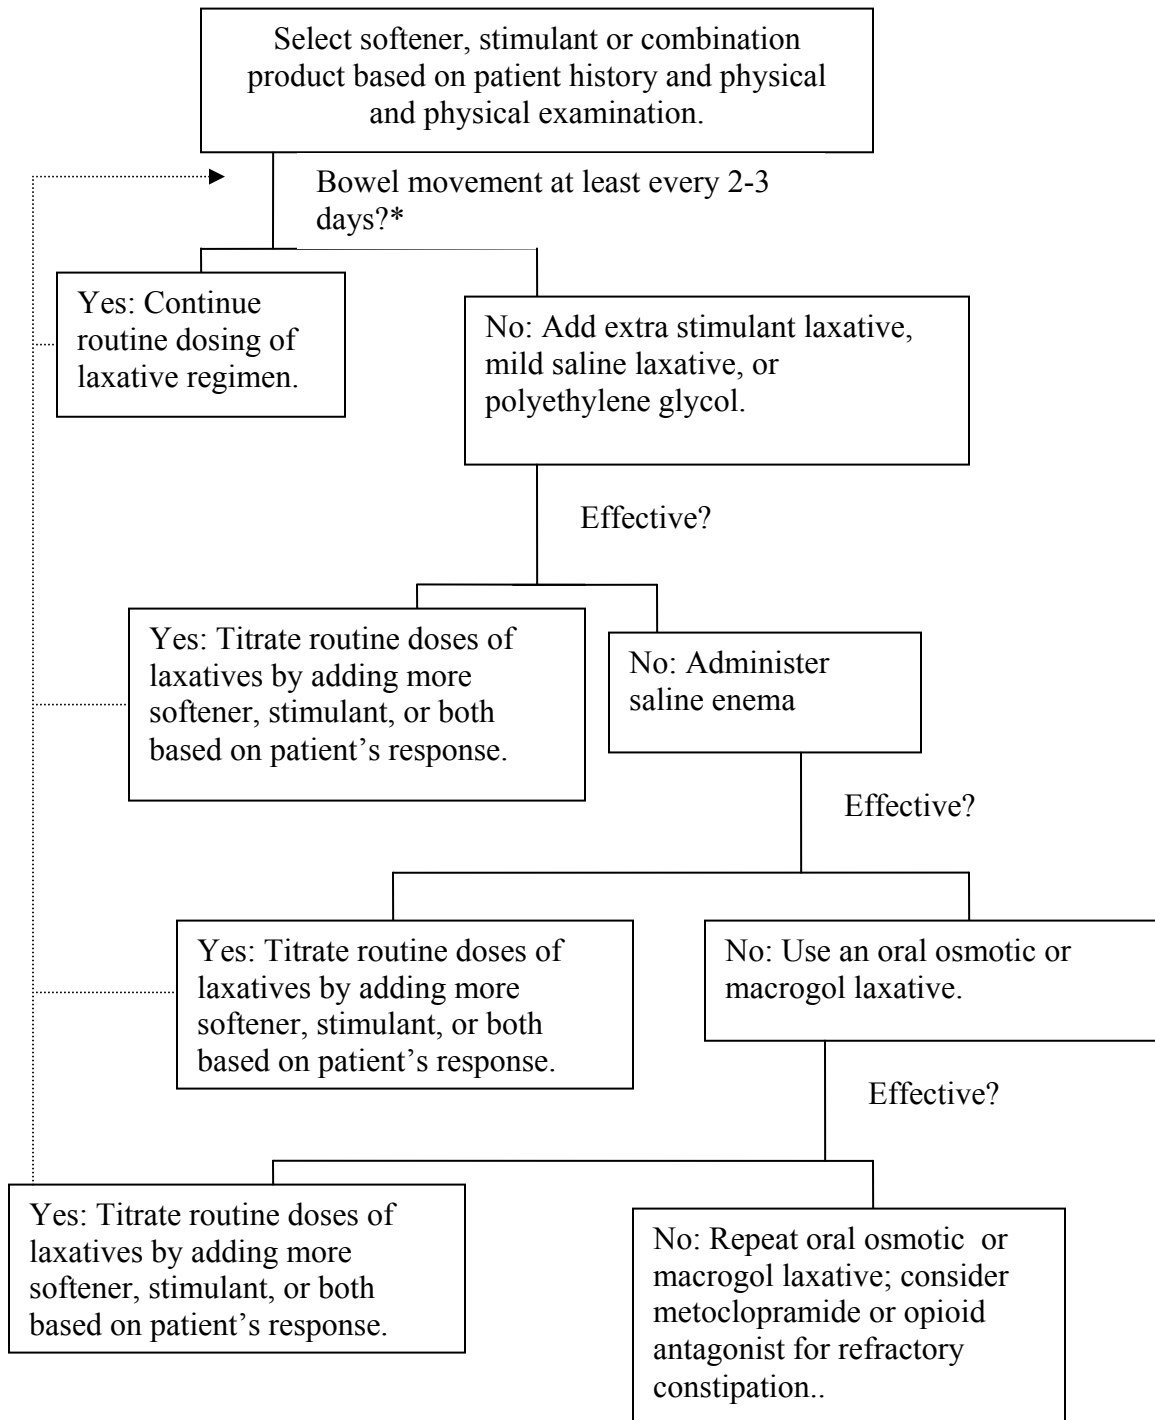 Select softener, stimulant or combination
product based on patient history and physical
and physical examination.
Bowel movement at least every 2-3
days?*
Yes: Continue
routine dosing of
laxative regimen.
No: Add extra stimulant laxative,
mild saline laxative, or
polyethylene glycol.
Effective?
Yes: Titrate routine doses of
laxatives by adding more
softener, stimulant, or both
based on patient’s response.
No: Administer
saline enema
Effective?
Yes: Titrate routine doses of
laxatives by adding more
softener, stimulant, or both
based on patient’s response.
No: Use an oral osmotic or
macrogol laxative.
Effective?
Yes: Titrate routine doses of
laxatives by adding more
softener, stimulant, or both
based on patient’s response.
No: Repeat oral osmotic or
macrogol laxative; consider
metoclopramide or opioid
antagonist for refractory
constipation..